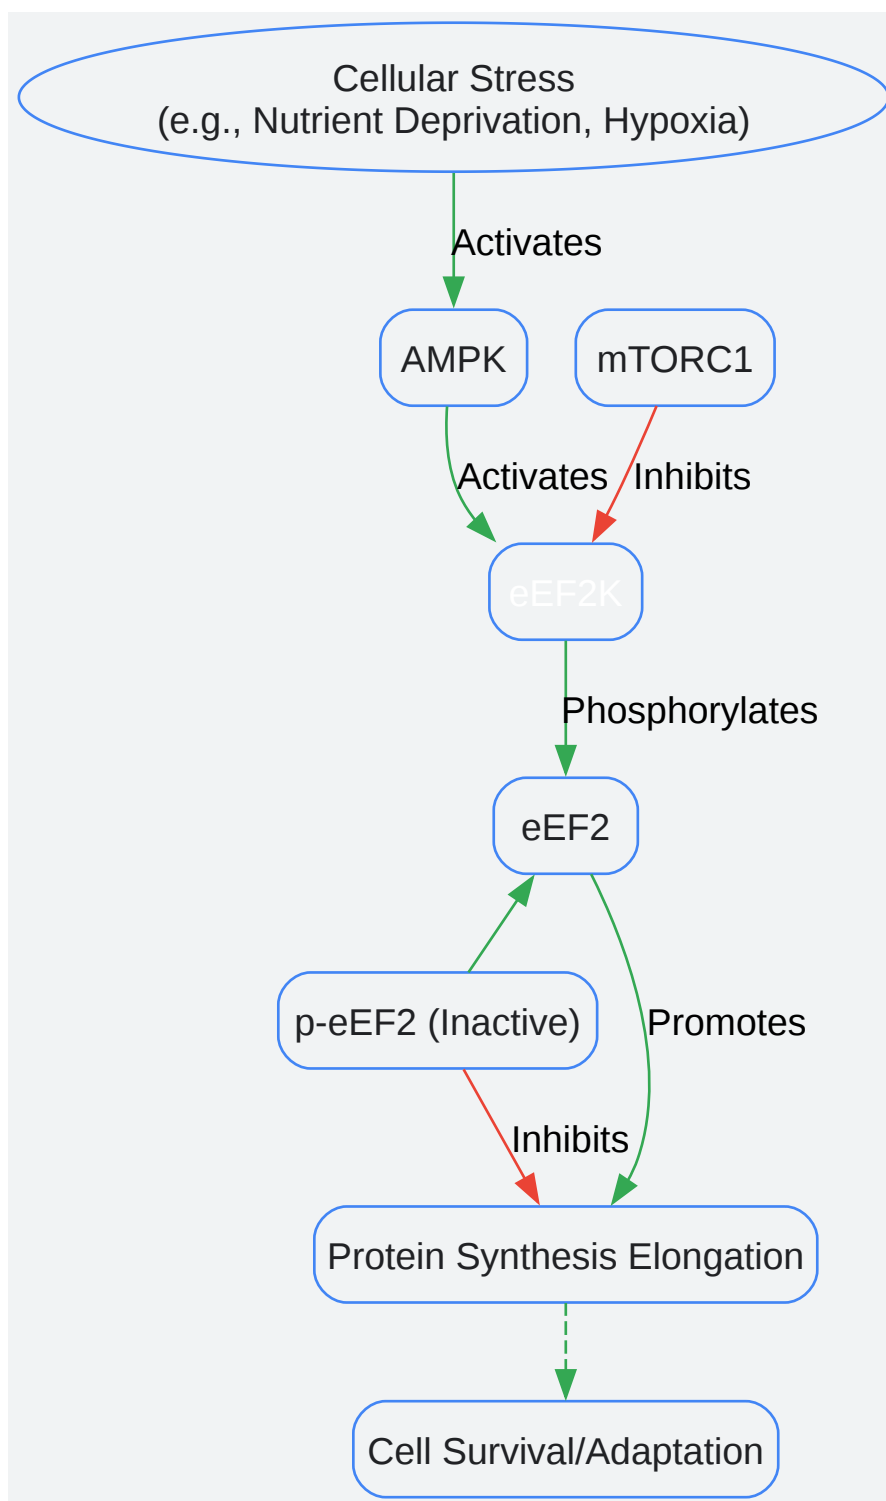 Cellular Stress
(e.g., Nutrient Deprivation, Hypoxia)
Activates
AMPK
mTORC1
Activates
Inhibits
eEF2K
Phosphorylates
eEF2
p-eEF2 (Inactive)
Promotes
Inhibits
Protein Synthesis Elongation
Cell Survival/Adaptation